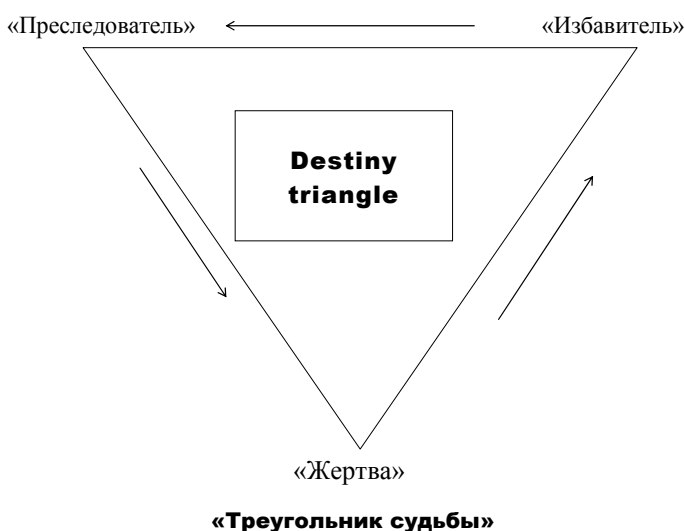 «Преследователь» «Избавитель»
Destiny
triangle
«Жертва»
«Треугольник судьбы»